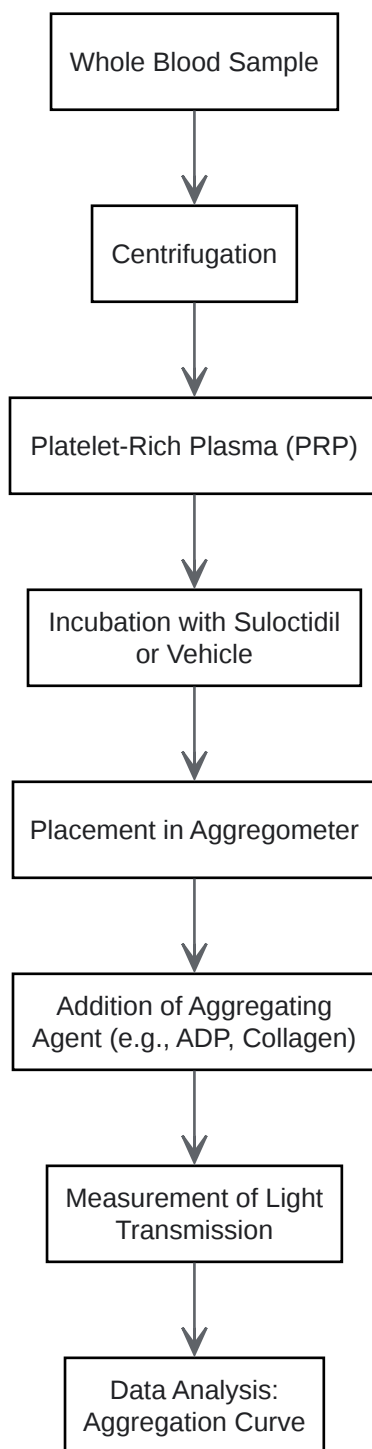 Whole Blood Sample
Centrifugation
Platelet-Rich Plasma (PRP)
Incubation with Suloctidil
or Vehicle
Placement in Aggregometer
Addition of Aggregating
Agent (e.g., ADP, Collagen)
Measurement of Light
Transmission
Data Analysis:
Aggregation Curve